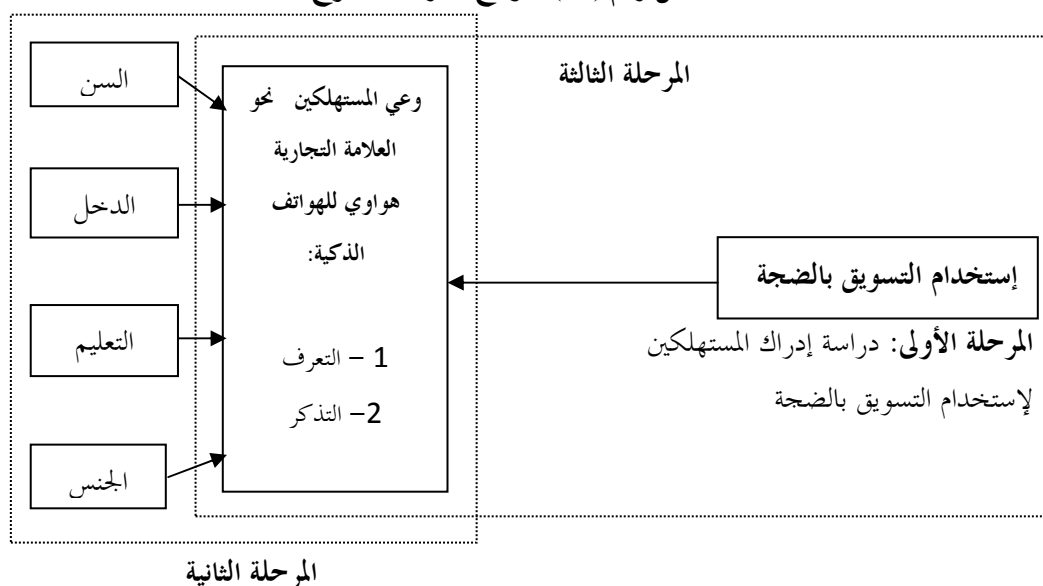 المرحلة الثالثة
إستخدام التسويق بالضجة
المرحلة الأولى: دراسة إدراك المستهلكين
لإستخدام التسويق بالضجة
وعي المستهلكين نحو
العلامة التجارية
هواوي للهواتف
الذكية:
1 – التعرف
2– التذكر
السن
الدخل
التعليم
الجنس
المرحلة الثانية